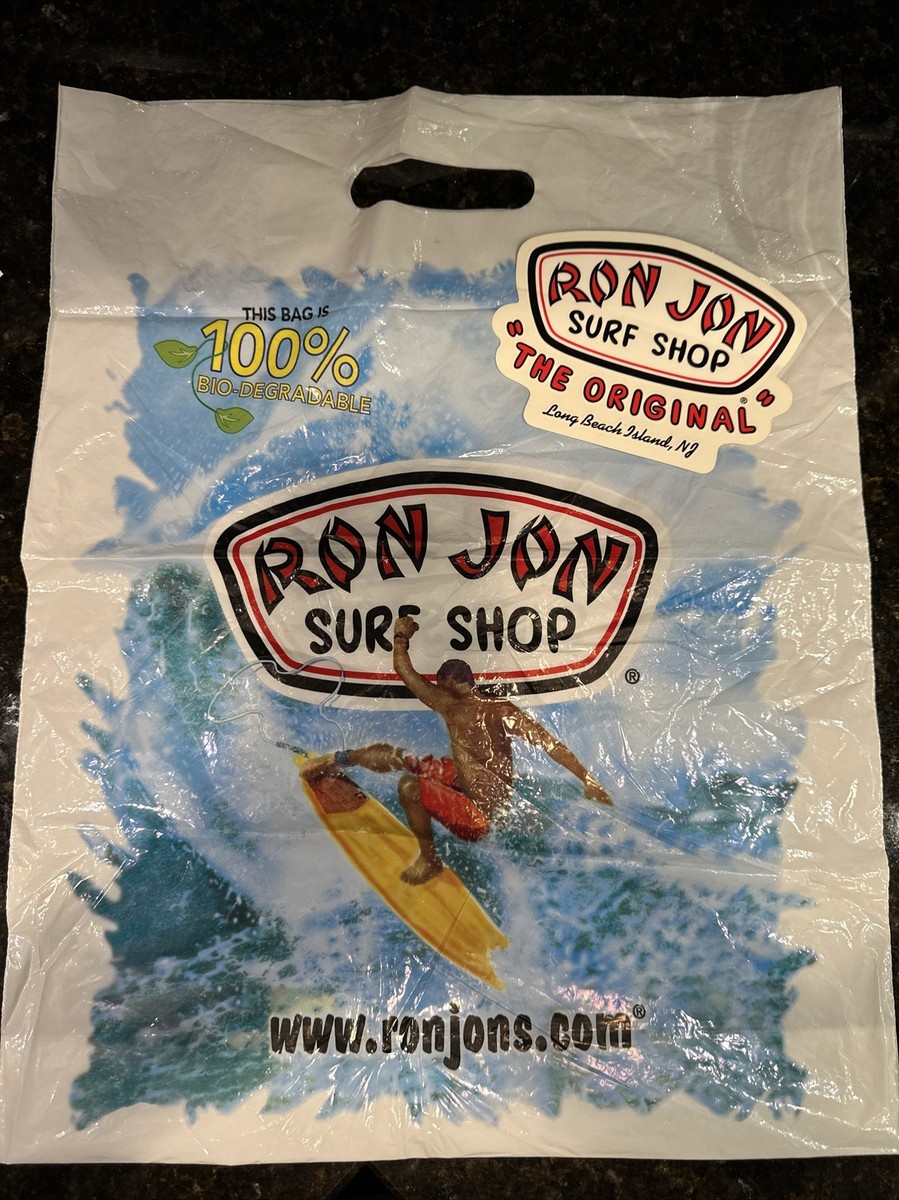 THIS BAG IS
100%
BIO-DEGRADABLE
RON JON
SURF SHOP
"THE ORIGINAL"®
Long Beach Island, NJ
RON JON
SURF SHOP
®
www.ronjons.com®